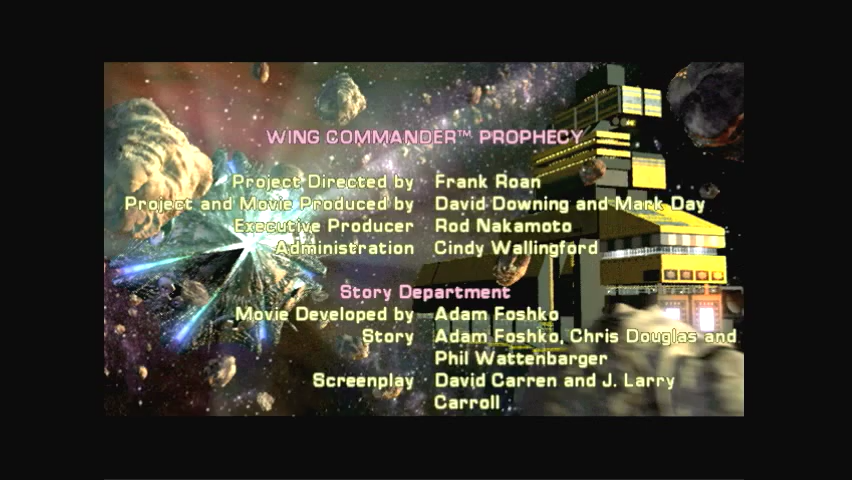 WING COMMANDER™ PROPHECY
Project Directed by Frank Roan
Project and Movie Produced by David Downing and Mark Day
Executive Producer Rod Nakamoto
Administration Cindy Wallingford
Story Department
Movie Developed by Adam Foshko
Story Adam Foshko, Chris Douglas and
Phil Wattenbarger
Screenplay David Carren and J. Larry
Carroll